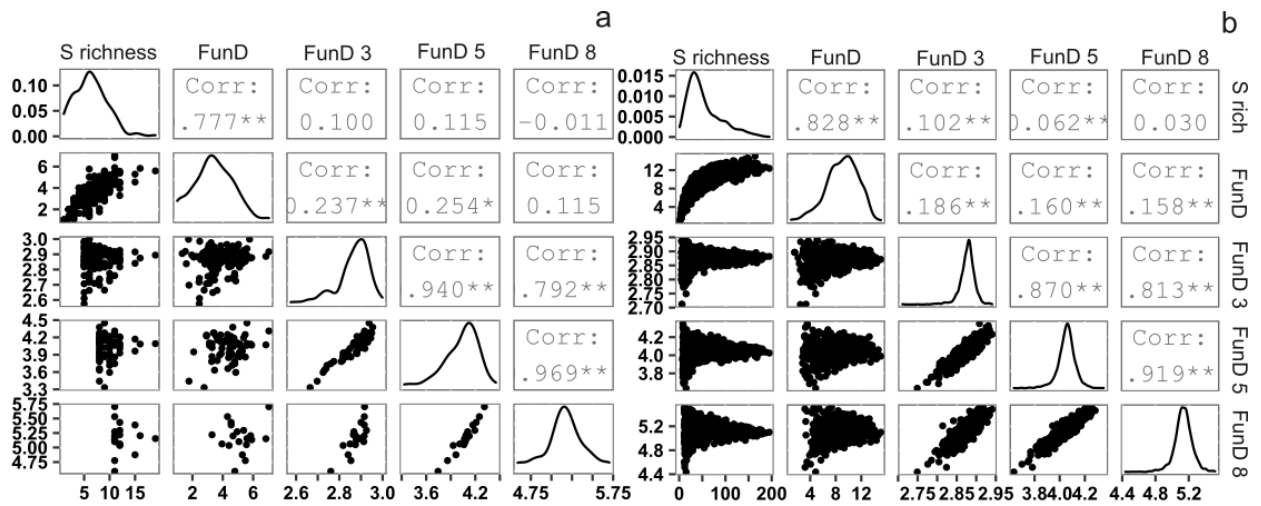 a
b
S richness FunD FunD 3 FunD 5 FunD 8
S richness FunD FunD 3 FunD 5 FunD 8
0.10
0.05
0.00
Corr: Corr: Corr: Corr:
.777** 0.100 0.115 -0.011
0.015
0.010
0.005
0.000
Corr: Corr: Corr: Corr:
.828** .102** 0.062** 0.030
S rich
6
4
2
Corr: Corr: Corr:
0.237** 0.254* 0.115
12
8
4
Corr: Corr: Corr:
.186** .160** .158**
FunD
3.0
2.9
2.8
2.7
2.6
Corr: Corr:
.940** .792**
2.95
2.90
2.85
2.80
2.75
2.70
Corr: Corr:
.870** .813**
FunD 3
4.5
4.2
3.9
3.6
3.3
Corr:
.969**
4.2
4.0
3.8
Corr:
.919**
FunD 5
5.75
5.50
5.25
5.00
4.75
5.2
4.8
4.4
FunD 8
5 10 15 2 4 6 2.6 2.8 3.0 3.6 4.2 4.75 5.75
0 100 200 4 8 12 2.75 2.85 2.95 3.8 4.0 4.2 4.4 4.8 5.2